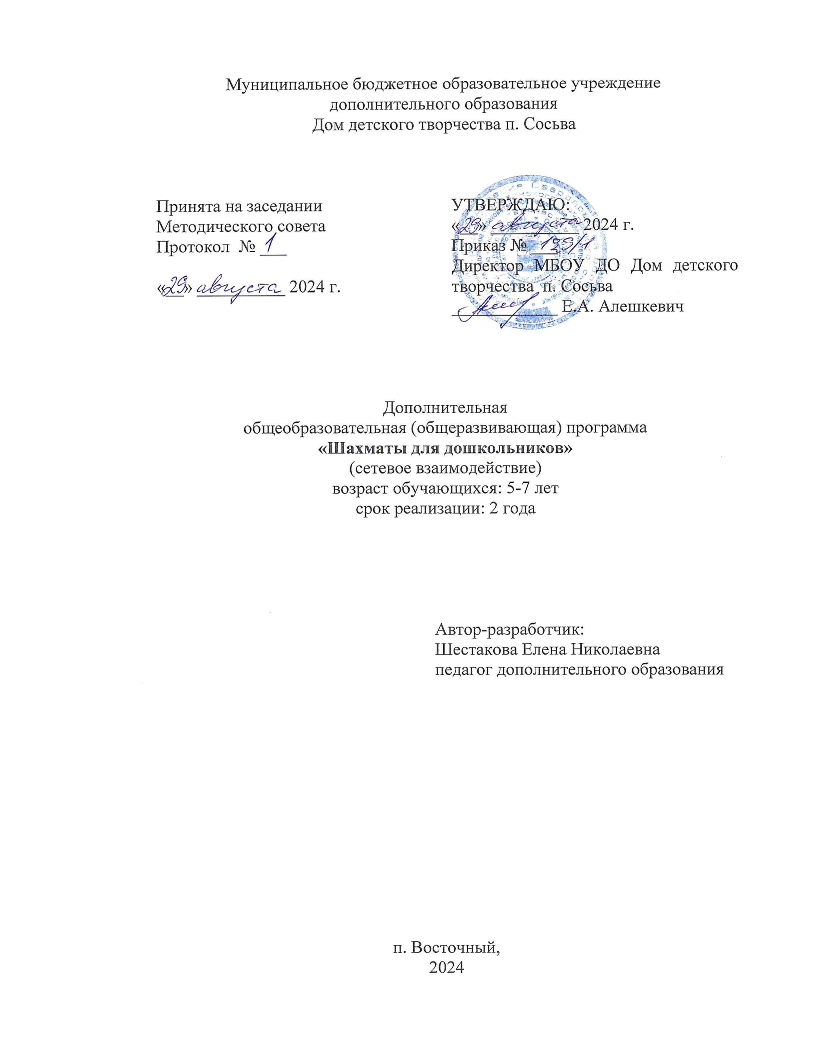 Муниципальное бюджетное образовательное учреждение
дополнительного образования
Дом детского творчества п. Сосьва
Принята на заседании
Методического совета
Протокол № 1
«29» августа 2024 г.
УТВЕРЖДАЮ:
«29» августа 2024 г.
Приказ №
Директор МБОУ ДО Дом детского
творчества п. Сосьва
Е.А. Алешкевич
Дополнительная
общеобразовательная (общеразвивающая) программа
«Шахматы для дошкольников»
(сетевое взаимодействие)
возраст обучающихся: 5-7 лет
срок реализации: 2 года
Автор-разработчик:
Шестакова Елена Николаевна
педагог дополнительного образования
п. Восточный,
2024